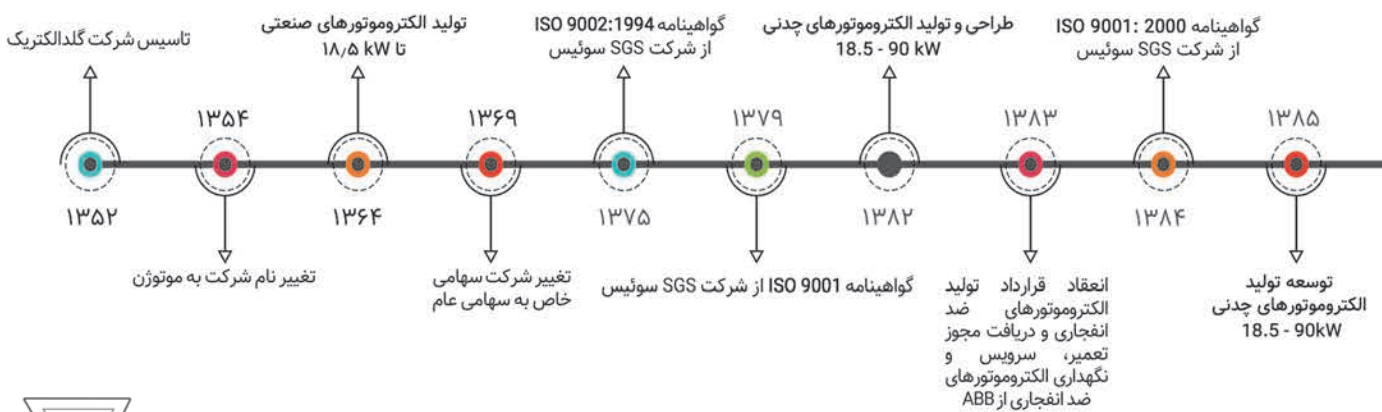 تاسیس شرکت گلدالکتریک
۱۳۵۲
۱۳۵۴
تغییر نام شرکت به موتوژن
تولید الکتروموتورهای صنعتی
تا ۱۸/۵ kW
۱۳۶۴
۱۳۶۹
تغییر شرکت سهامی
خاص به سهامی عام
گواهینامه ISO 9002:1994
از شرکت SGS سوئیس
۱۳۷۵
۱۳۷۹
گواهینامه ISO 9001 از شرکت SGS سوئیس
طراحی و تولید الکتروموتورهای چدنی
18.5 - 90 kW
۱۳۸۲
۱۳۸۳
انعقاد قرارداد تولید
الکتروموتورهای ضد
انفجاری و دریافت مجوز
تعمیر، سرویس و
نگهداری الکتروموتورهای
ضد انفجاری از ABB
گواهینامه ISO 9001: 2000
از شرکت SGS سوئیس
۱۳۸۴
۱۳۸۵
توسعه تولید
الکتروموتورهای چدنی
18.5 - 90kW